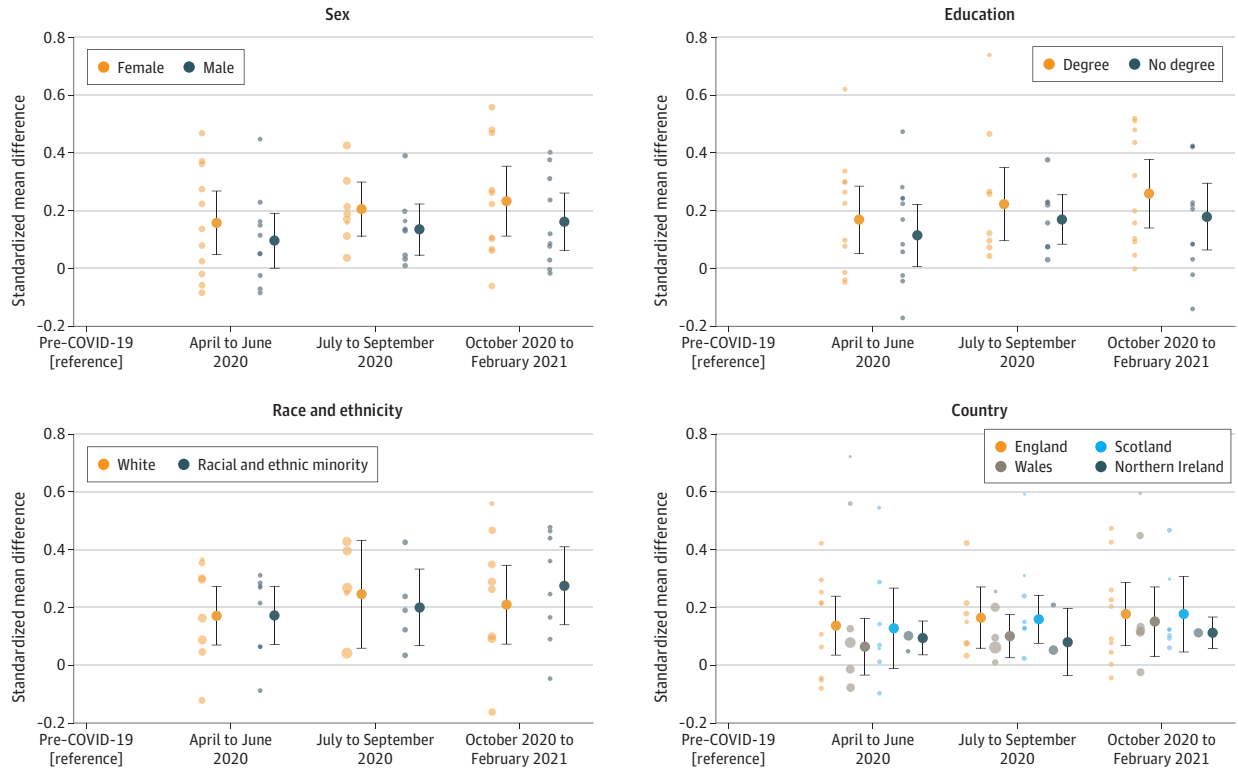 Sex
Standardized mean difference
0.8
0.6
0.4
0.2
0
-0.2
Female Male
Pre-COVID-19
[reference]
April to June
2020
July to September
2020
October 2020 to
February 2021
Education
Standardized mean difference
0.8
0.6
0.4
0.2
0
-0.2
Degree No degree
Pre-COVID-19
[reference]
April to June
2020
July to September
2020
October 2020 to
February 2021
Race and ethnicity
Standardized mean difference
0.8
0.6
0.4
0.2
0
-0.2
White Racial and ethnic minority
Pre-COVID-19
[reference]
April to June
2020
July to September
2020
October 2020 to
February 2021
Country
Standardized mean difference
0.8
0.6
0.4
0.2
0
-0.2
England Scotland
Wales Northern Ireland
Pre-COVID-19
[reference]
April to June
2020
July to September
2020
October 2020 to
February 2021